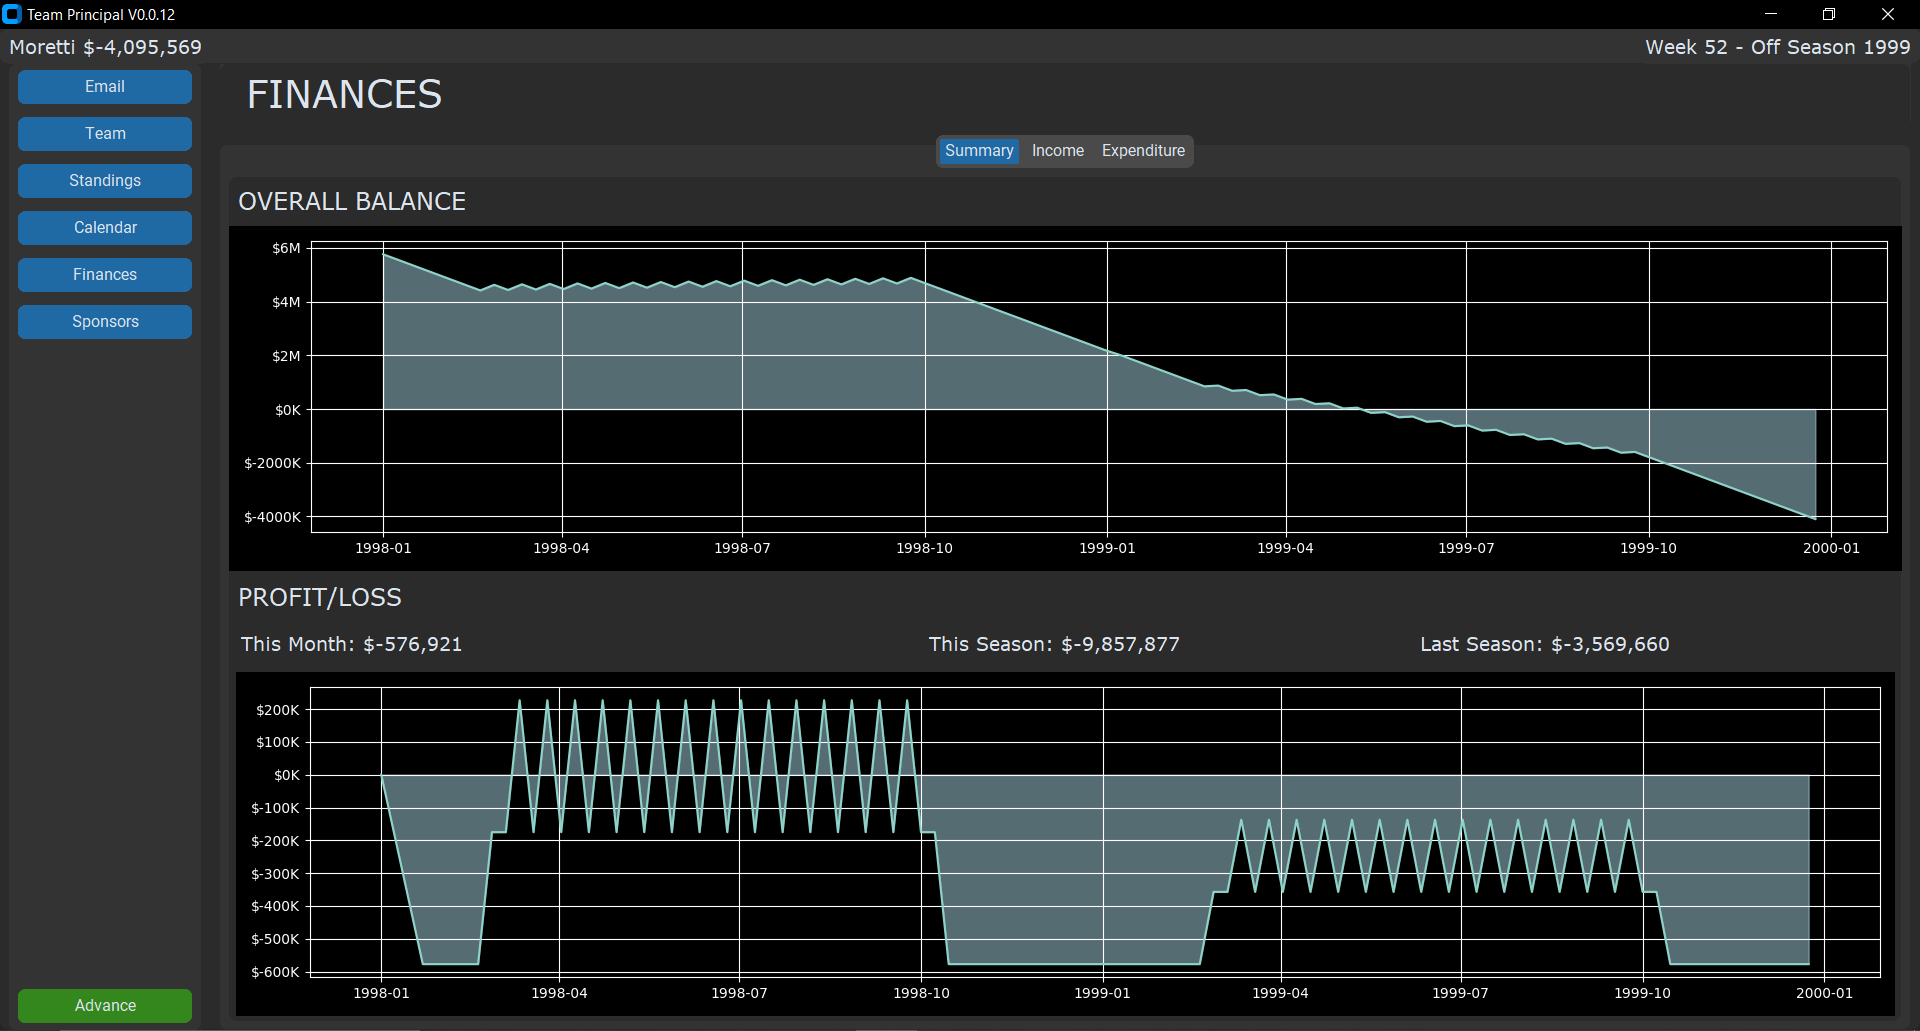 Team Principal V0.0.12
Moretti $-4,095,569
Week 52 - Off Season 1999
Email
Team
Standings
Calendar
Finances
Sponsors
Advance
FINANCES
Summary Income Expenditure
OVERALL BALANCE
$6M
$4M
$2M
$0K
$-2000K
$-4000K
1998-01 1998-04 1998-07 1998-10 1999-01 1999-04 1999-07 1999-10 2000-01
PROFIT/LOSS
This Month: $-576,921 This Season: $-9,857,877 Last Season: $-3,569,660
$200K
$100K
$0K
$-100K
$-200K
$-300K
$-400K
$-500K
$-600K
1998-01 1998-04 1998-07 1998-10 1999-01 1999-04 1999-07 1999-10 2000-01